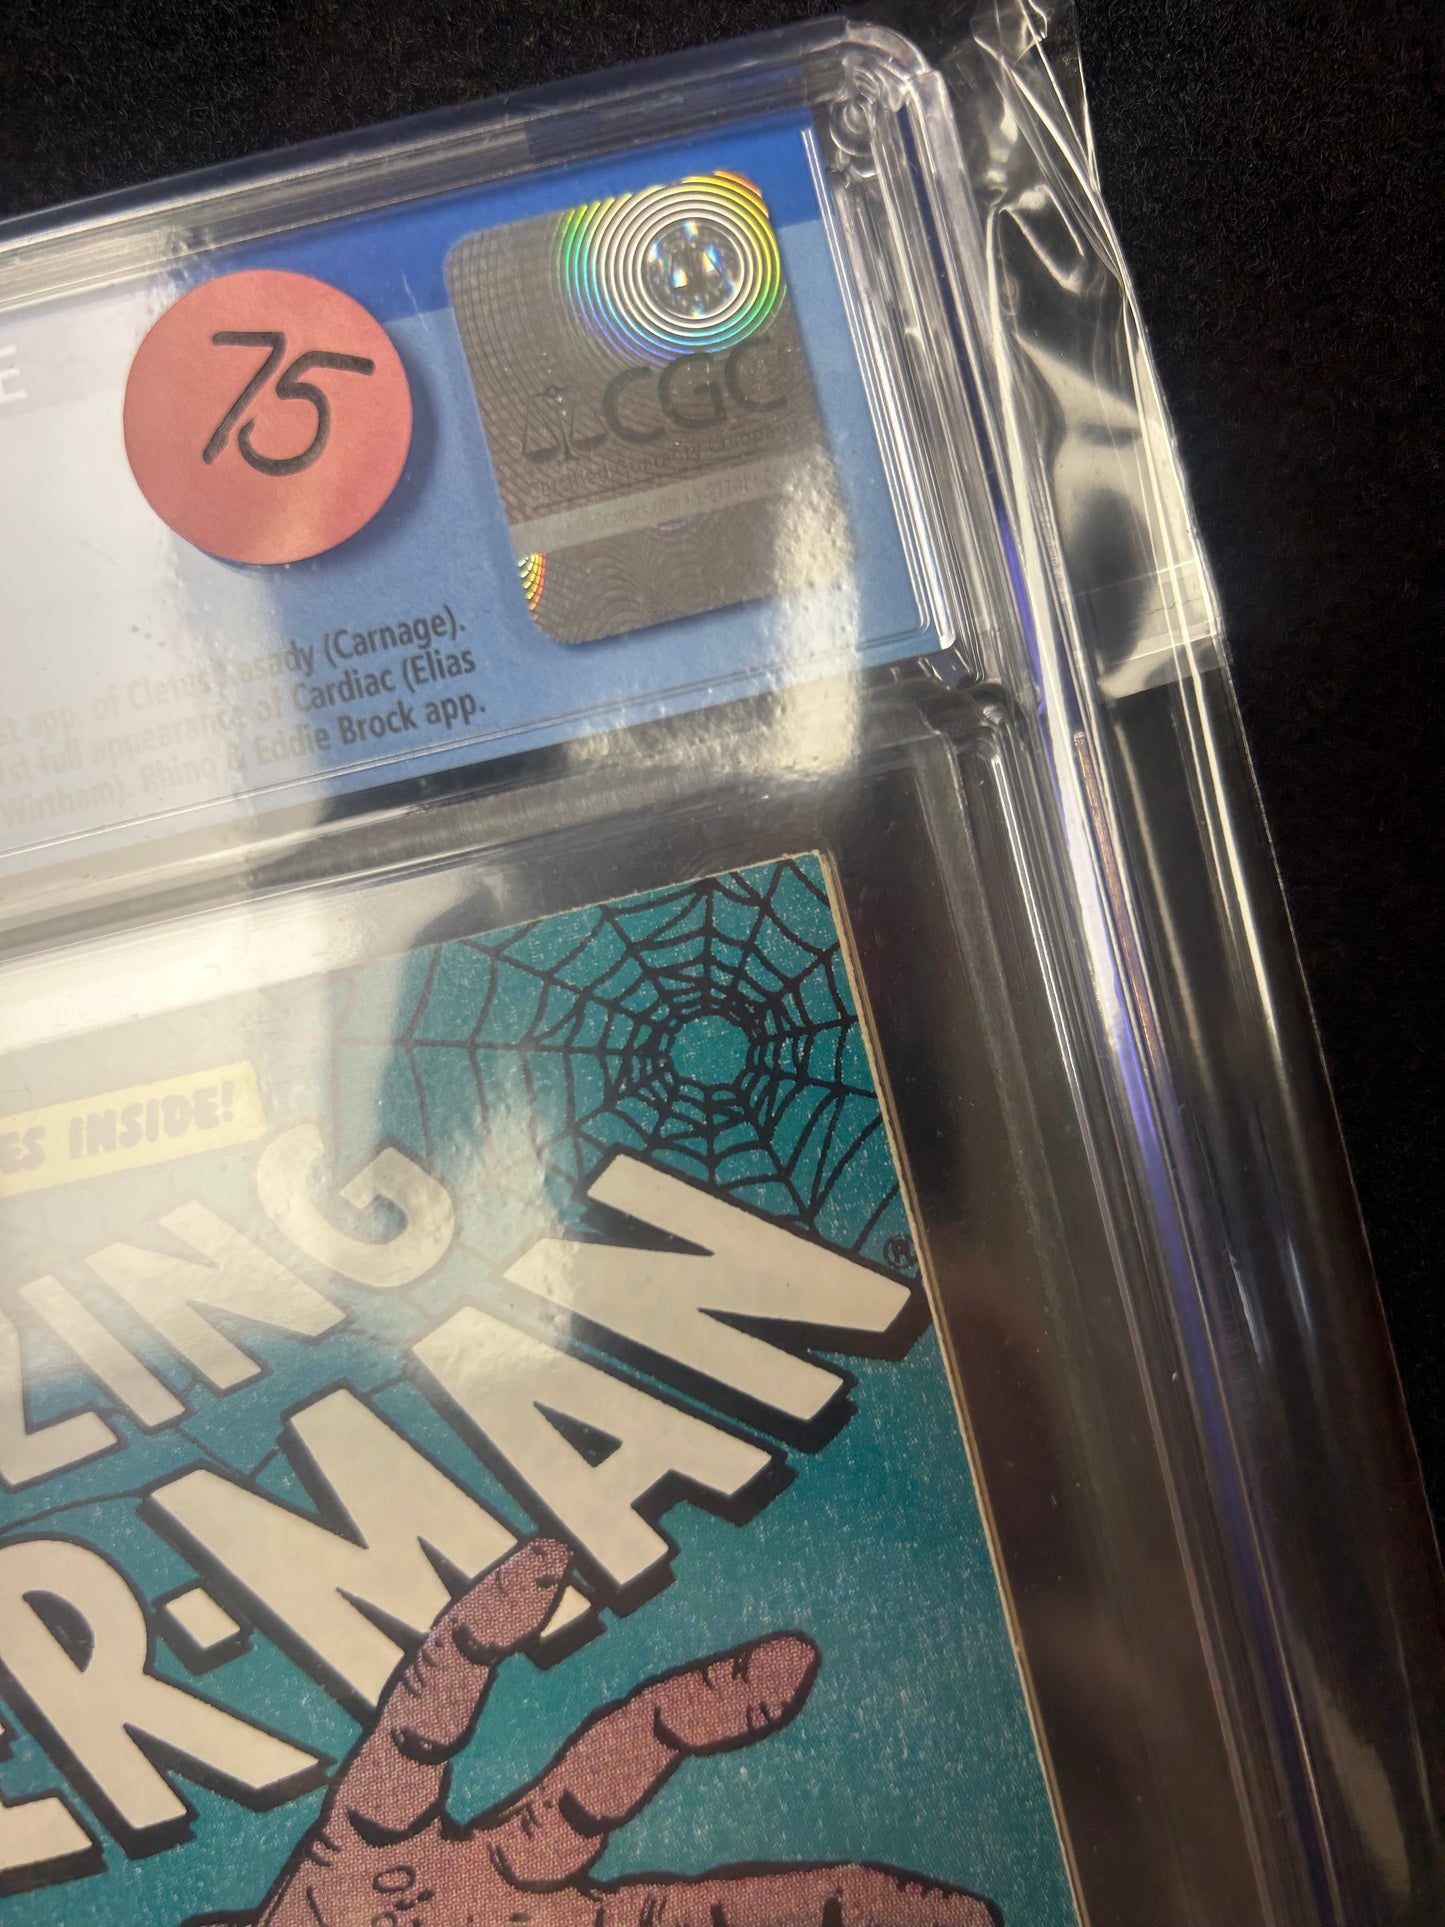 75
CGC
st app. of Cletus Kasady (Carnage).
1st full appearance of Cardiac (Elias
Wirtham). Rhino & Eddie Brock app.
ES INSIDE!
ZING
ER-MAN
®